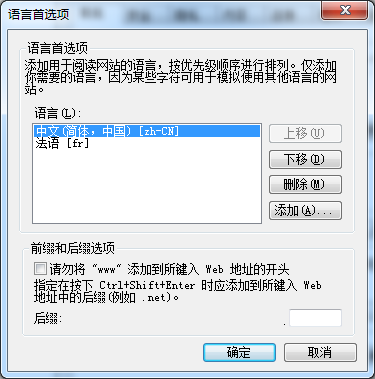 语言首选项
语言首选项
添加用于阅读网站的语言，按优先级顺序进行排列。仅添加
你需要的语言，因为某些字符可用于模拟使用其他语言的网
站。
语言(L):
中文(简体，中国) [zh-CN]
法语 [fr]
上移(U)
下移(D)
删除(M)
添加(A)...
前缀和后缀选项
请勿将 “www” 添加到所键入 Web 地址的开头
指定在按下 Ctrl+Shift+Enter 时应添加到所键入 Web
地址中的后缀(例如 .net)。
后缀: .
确定
取消